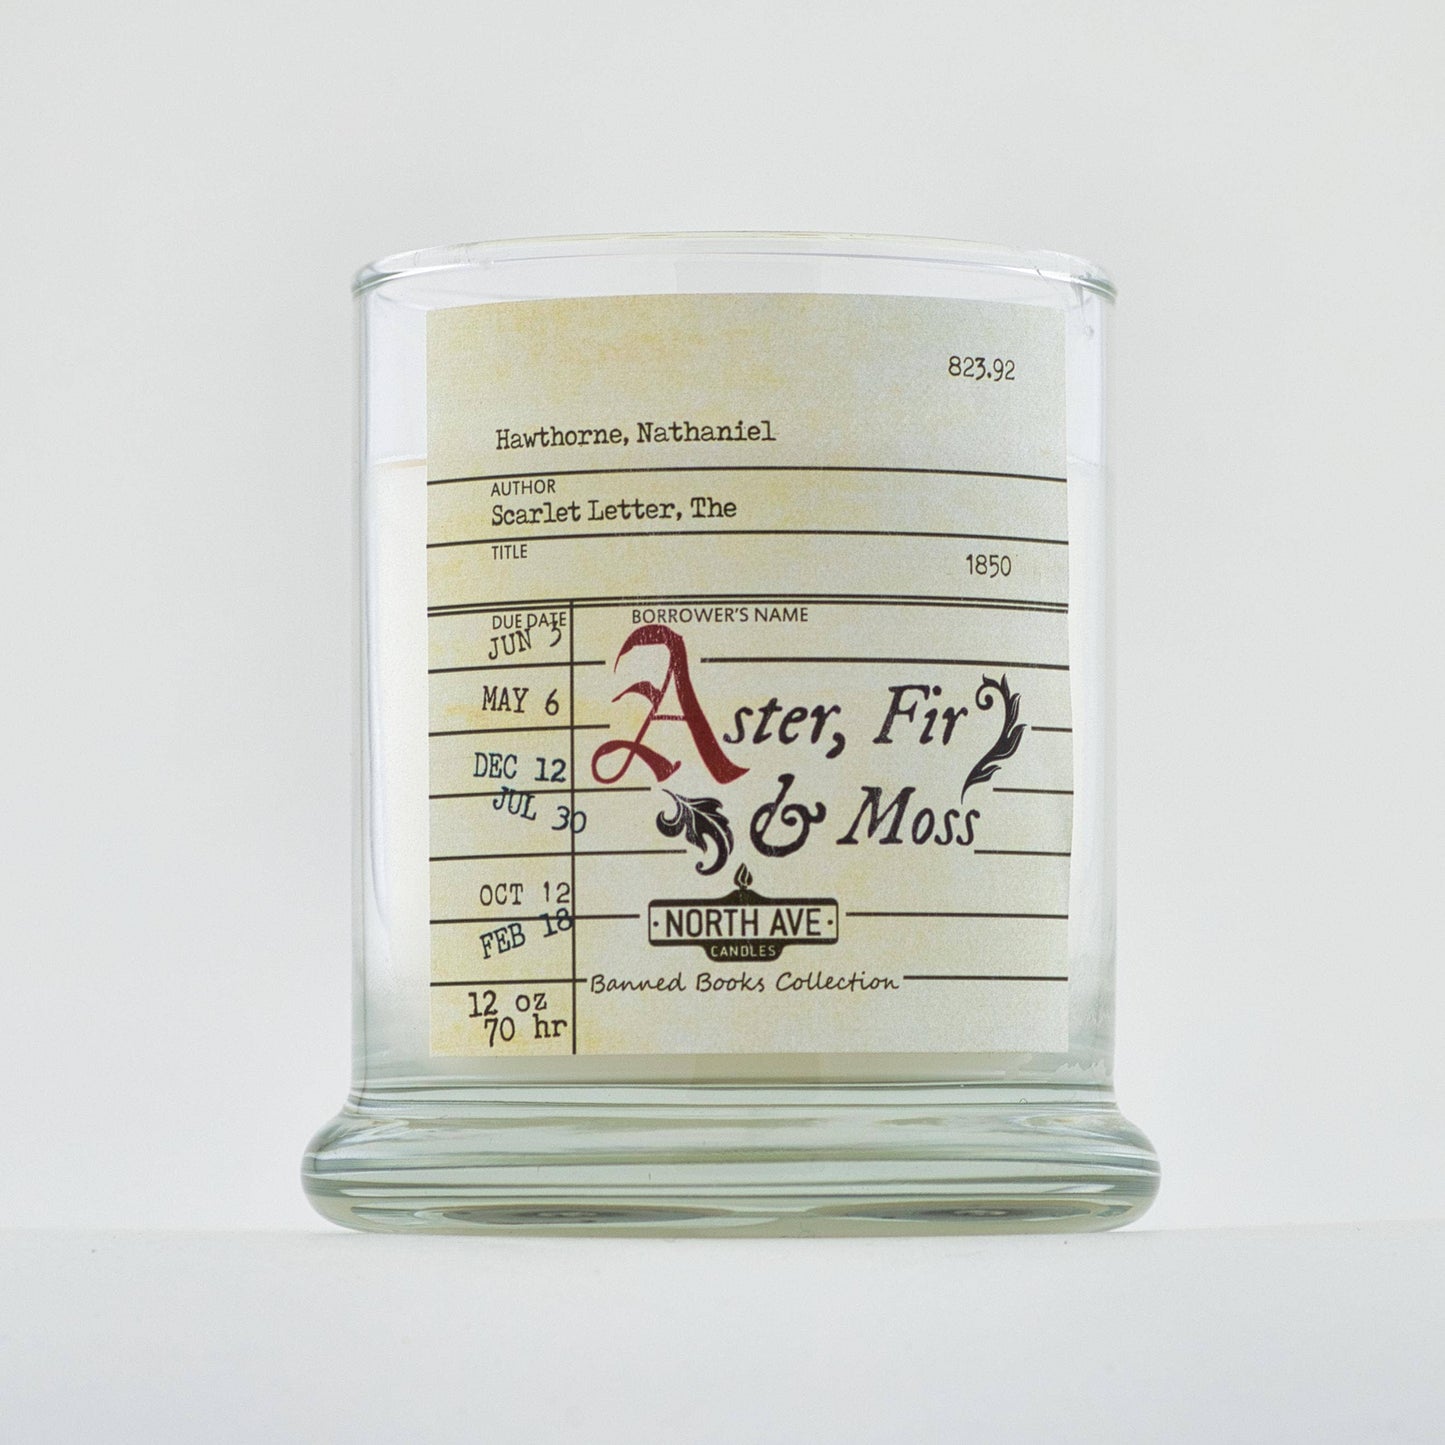 823.92
Hawthorne, Nathaniel
AUTHOR
Scarlet Letter, The
TITLE
1850
DUE DATE
BORROWER'S NAME
JUN 3
MAY 6
DEC 12
JUL 30
OCT 12
FEB 18
12 oz
70 hr
Aster, Fir
& Moss
NORTH AVE
CANDLES
Banned Books Collection